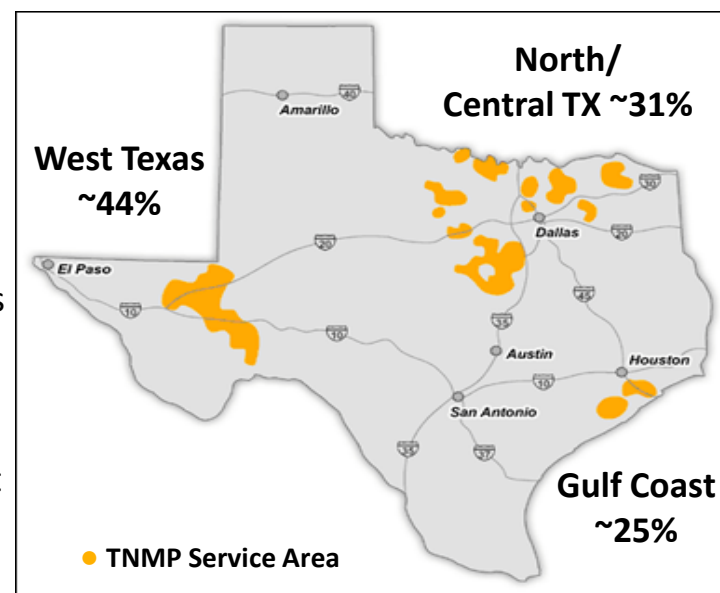 North/
Central TX ~31%
40
Amarillo
West Texas
~44%
30
Dallas
20
20
El Paso
s
10
45
35
10
Austin
Houston
10
San Antonio
35
37
Gulf Coast
~25%
TNMP Service Area